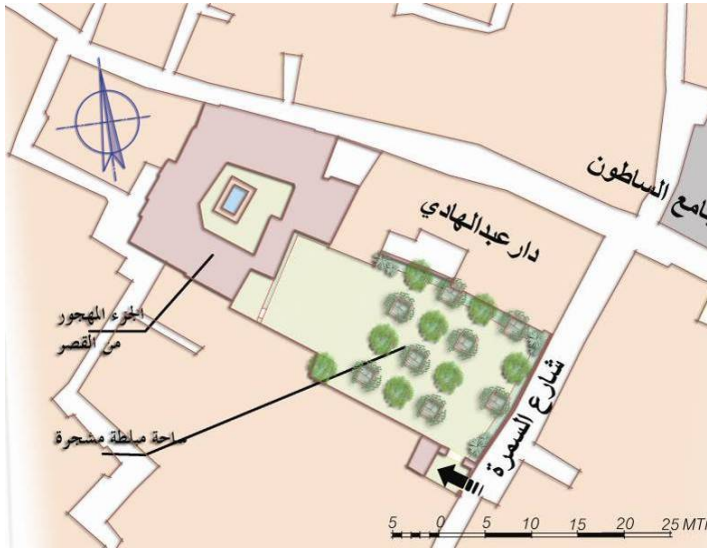 جامع الساطون
دار عبدالهادي
شارع السمرة
الجزء المهجور
من القصر
ساحة مبلطة مشجرة
5 0 5 10 15 20 25 MT